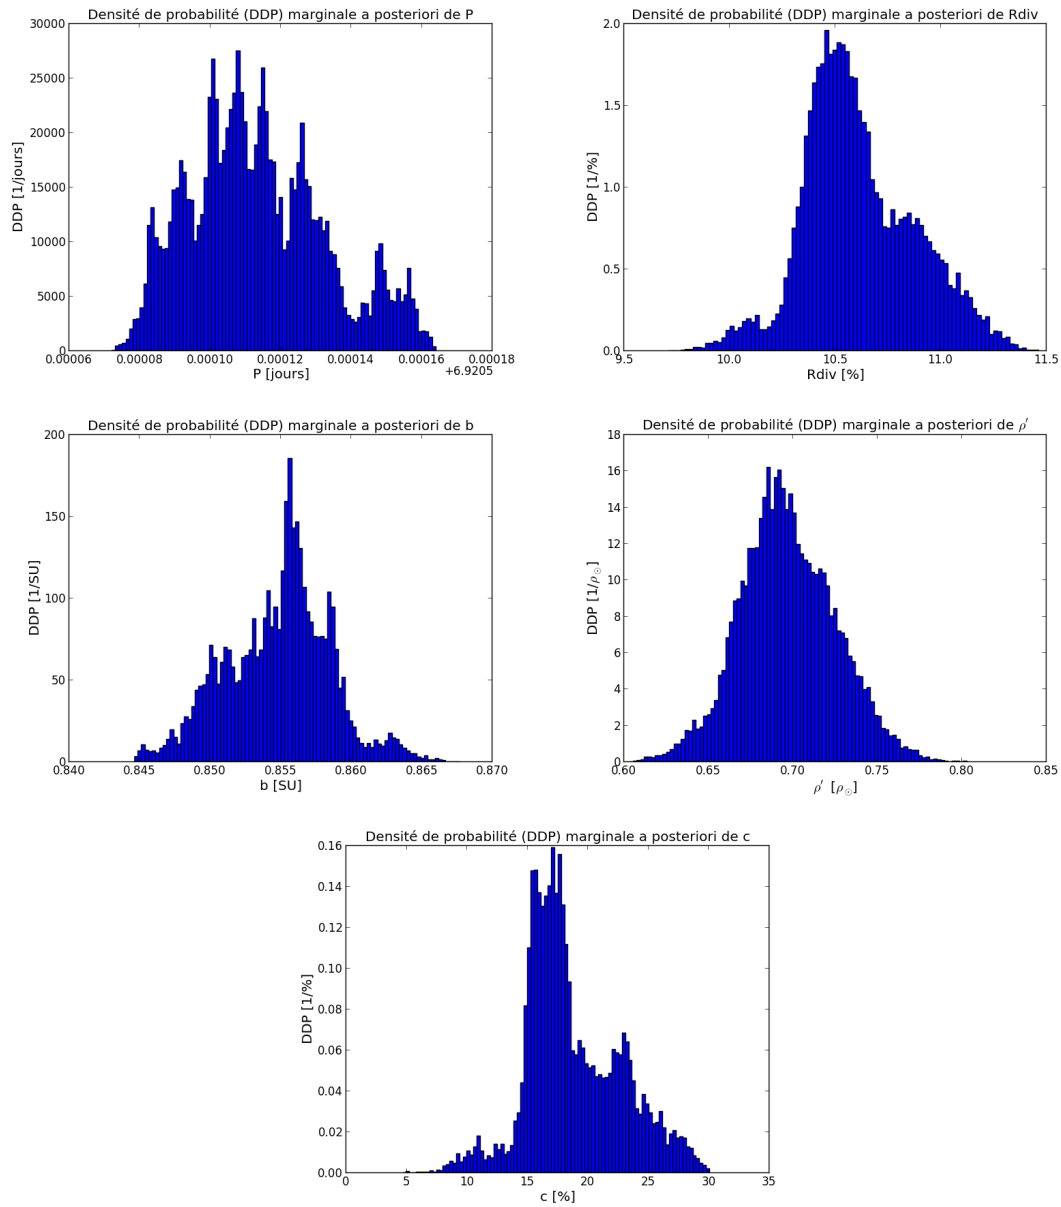 Densité de probabilité (DDP) marginale a posteriori de P
30000
25000
20000
15000
10000
5000
0
DDP [1/jours]
0.00006 0.00008 0.00010 0.00012 0.00014 0.00016 0.00018
P [jours]
+6.9205
Densité de probabilité (DDP) marginale a posteriori de Rdiv
2.0
1.5
1.0
0.5
0.0
DDP [1/%]
9.5 10.0 10.5 11.0 11.5
Rdiv [%]
Densité de probabilité (DDP) marginale a posteriori de b
200
150
100
50
0
DDP [1/SU]
0.840 0.845 0.850 0.855 0.860 0.865 0.870
b [SU]
Densité de probabilité (DDP) marginale a posteriori de ρ′
18
16
14
12
10
8
6
4
2
0
DDP [1/ρ☉]
0.60 0.65 0.70 0.75 0.80 0.85
ρ′ [ρ☉]
Densité de probabilité (DDP) marginale a posteriori de c
0.16
0.14
0.12
0.10
0.08
0.06
0.04
0.02
0.00
DDP [1/%]
0 5 10 15 20 25 30 35
c [%]